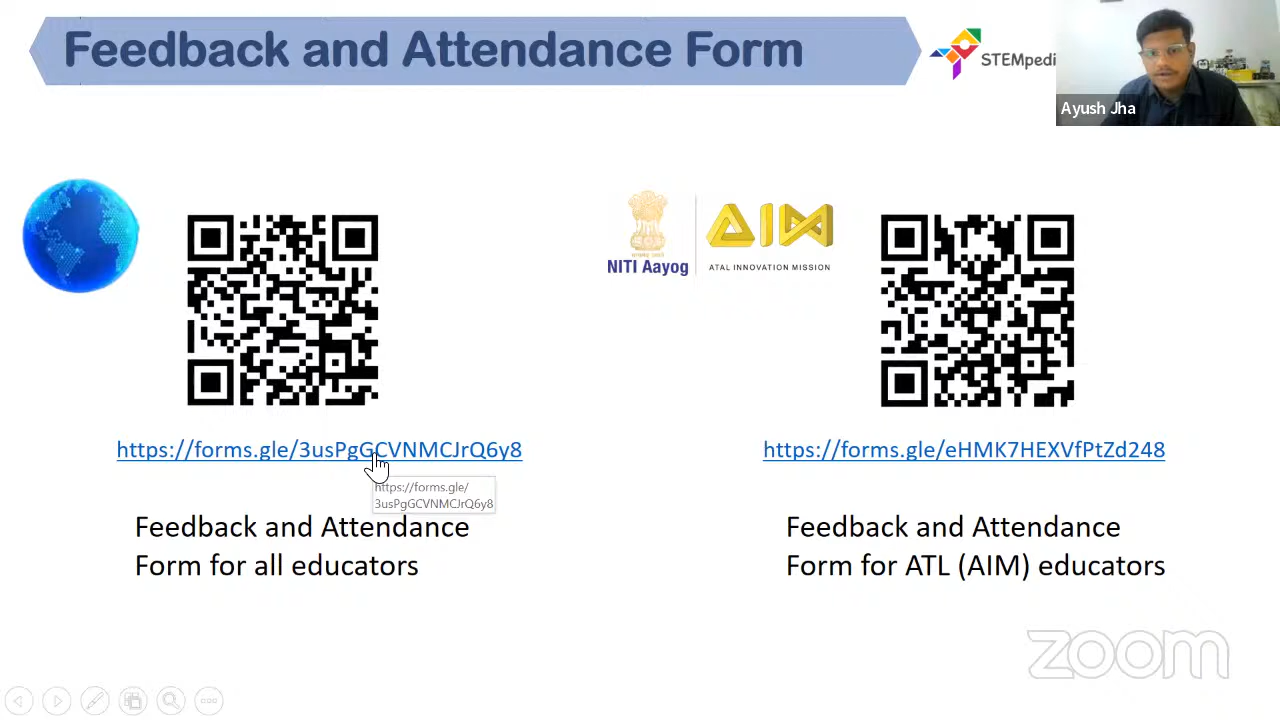 Feedback and Attendance Form
STEMpedi
Ayush Jha
NITI Aayog
ATAL INNOVATION MISSION
https://forms.gle/3usPgGCVNMCJrQ6y8
https://forms.gle/eHMK7HEXVfPtZd248
https://forms.gle/
3usPgGCVNMCJrQ6y8
Feedback and Attendance
Form for all educators
Feedback and Attendance
Form for ATL (AIM) educators
zoom